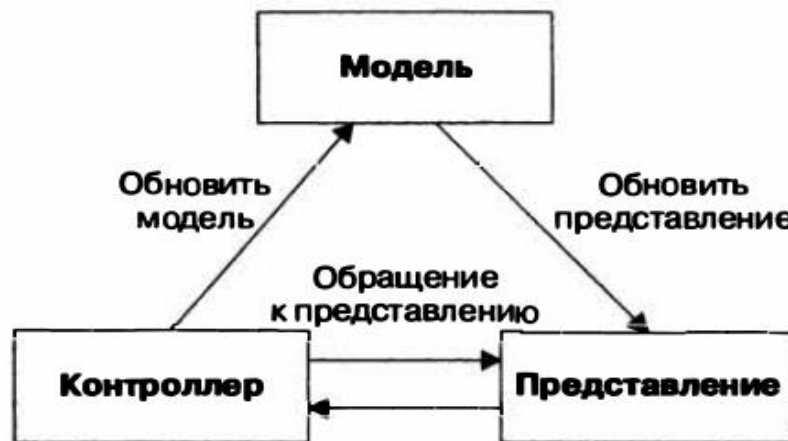 Модель
Обновить
модель
Обновить
представление
Обращение
к представлению
Контроллер
Представление